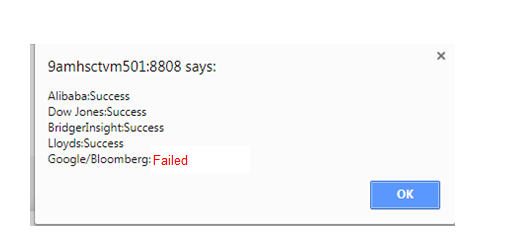 9amhsctvm501:8808 says:
Alibaba:Success
Dow Jones:Success
BridgerInsight:Success
Lloyds:Success
Google/Bloomberg: Failed
OK